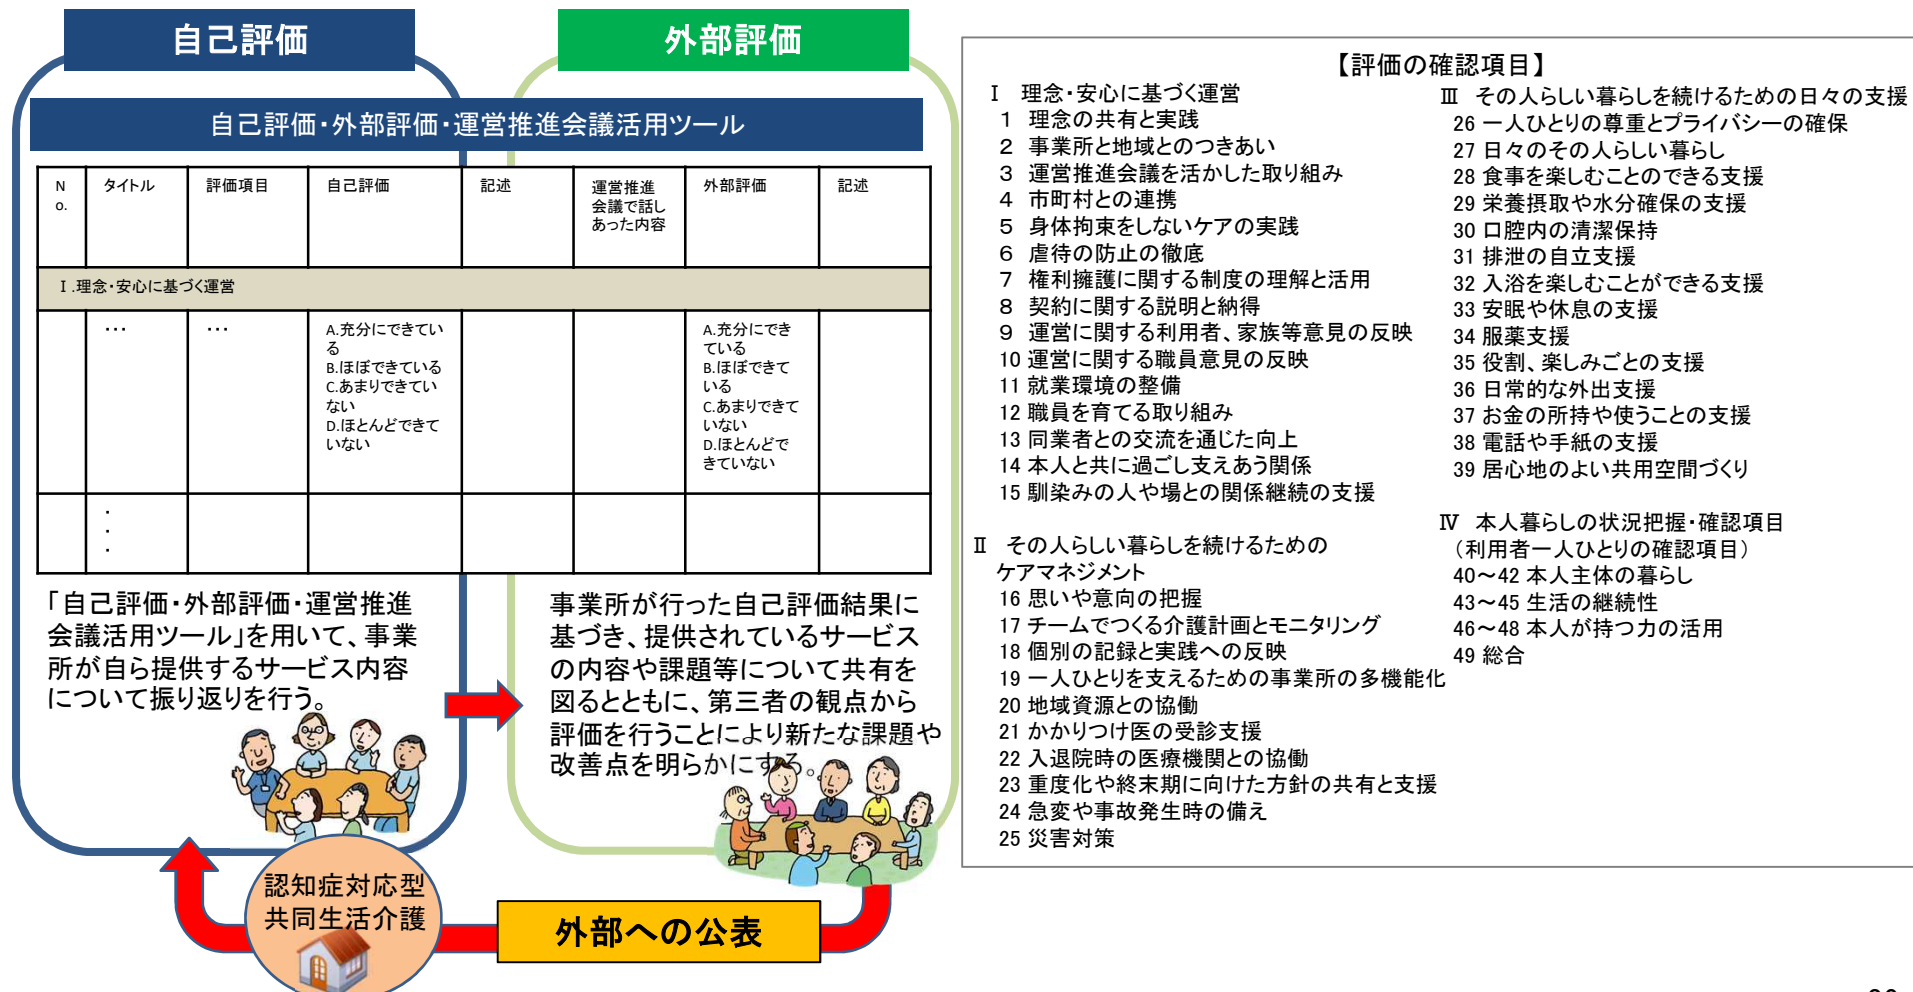 自己評価
外部評価
自己評価・外部評価・運営推進会議活用ツール
N
o.
タイトル
評価項目
自己評価
記述
運営推進
会議で話し
あった内容
外部評価
記述
Ⅰ.理念・安心に基づく運営
…
…
A.充分にできてい
る
B.ほぼできている
C.あまりできてい
ない
D.ほとんどできて
いない
A.充分にでき
ている
B.ほぼできて
いる
C.あまりできて
いない
D.ほとんどで
きていない
・
・
・
「自己評価・外部評価・運営推進
会議活用ツール」を用いて、事業
所が自ら提供するサービス内容
について振り返りを行う。
事業所が行った自己評価結果に
基づき、提供されているサービス
の内容や課題等について共有を
図るとともに、第三者の観点から
評価を行うことにより新たな課題や
改善点を明らかにする。
認知症対応型
共同生活介護
外部への公表
【評価の確認項目】
Ⅰ 理念・安心に基づく運営
1 理念の共有と実践
2 事業所と地域とのつきあい
3 運営推進会議を活かした取り組み
4 市町村との連携
5 身体拘束をしないケアの実践
6 虐待の防止の徹底
7 権利擁護に関する制度の理解と活用
8 契約に関する説明と納得
9 運営に関する利用者、家族等意見の反映
10 運営に関する職員意見の反映
11 就業環境の整備
12 職員を育てる取り組み
13 同業者との交流を通じた向上
14 本人と共に過ごし支えあう関係
15 馴染みの人や場との関係継続の支援
Ⅱ その人らしい暮らしを続けるための
ケアマネジメント
16 思いや意向の把握
17 チームでつくる介護計画とモニタリング
18 個別の記録と実践への反映
19 一人ひとりを支えるための事業所の多機能化
20 地域資源との協働
21 かかりつけ医の受診支援
22 入退院時の医療機関との協働
23 重度化や終末期に向けた方針の共有と支援
24 急変や事故発生時の備え
25 災害対策
Ⅲ その人らしい暮らしを続けるための日々の支援
26 一人ひとりの尊重とプライバシーの確保
27 日々のその人らしい暮らし
28 食事を楽しむことのできる支援
29 栄養摂取や水分確保の支援
30 口腔内の清潔保持
31 排泄の自立支援
32 入浴を楽しむことができる支援
33 安眠や休息の支援
34 服薬支援
35 役割、楽しみごとの支援
36 日常的な外出支援
37 お金の所持や使うことの支援
38 電話や手紙の支援
39 居心地のよい共用空間づくり
Ⅳ 本人暮らしの状況把握・確認項目
（利用者一人ひとりの確認項目）
40～42 本人主体の暮らし
43～45 生活の継続性
46～48 本人が持つ力の活用
49 総合